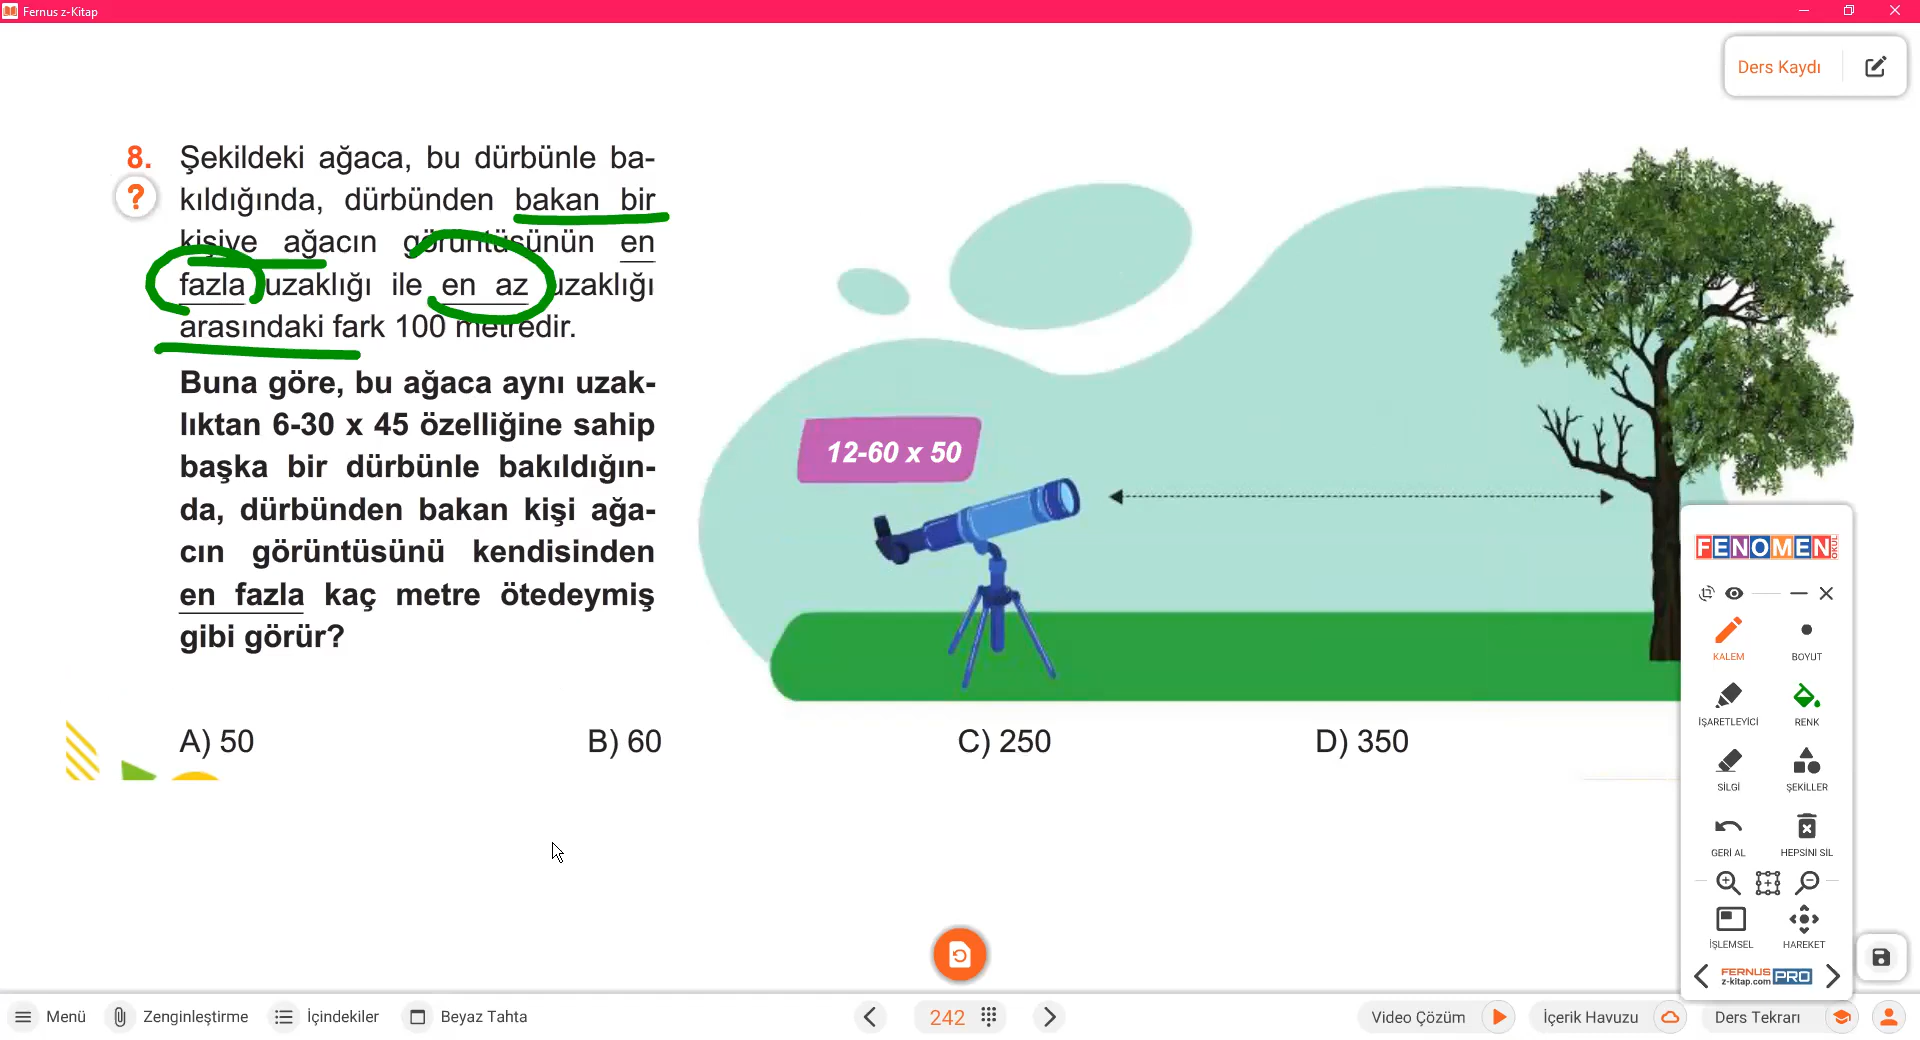 Fernus z-Kitap
Ders Kaydı
8. Şekildeki ağaca, bu dürbünle ba-
? kıldığında, dürbünden bakan bir
kişiye ağacın görüntüsünün en
fazla uzaklığı ile en az uzaklığı
arasındaki fark 100 metredir.
Buna göre, bu ağaca aynı uzak-
lıktan 6-30 x 45 özelliğine sahip
başka bir dürbünle bakıldığın-
da, dürbünden bakan kişi ağa-
cın görüntüsünü kendisinden
en fazla kaç metre ötedeymiş
gibi görür?
12-60 x 50
A) 50 B) 60 C) 250 D) 350
FENOMEN OKUL
KALEM BOYUT
İŞARETLEYİCİ RENK
SİLGİ ŞEKİLLER
GERİ AL HEPSİNİ SİL
İŞLEMSEL HAREKET
FERNUS PRO
z-kitap.com
Menü Zenginleştirme İçindekiler Beyaz Tahta 242 Video Çözüm İçerik Havuzu Ders Tekrarı